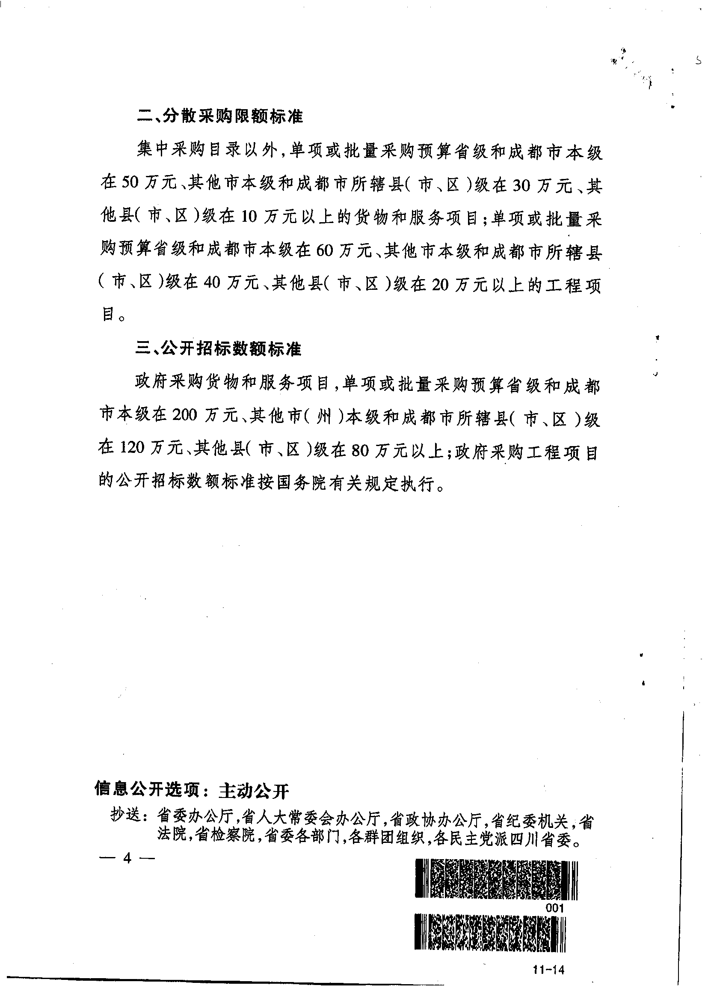 二、分散采购限额标准
集中采购目录以外,单项或批量采购预算省级和成都市本级
在50万元、其他市本级和成都市所辖县(市、区)级在30万元、其
他县(市、区)级在10万元以上的货物和服务项目;单项或批量采
购预算省级和成都市本级在60万元、其他市本级和成都市所辖县
(市、区)级在40万元、其他县(市、区)级在20万元以上的工程项
目。
三、公开招标数额标准
政府采购货物和服务项目,单项或批量采购预算省级和成都
市本级在200万元、其他市(州)本级和成都市所辖县(市、区)级
在120万元、其他县(市、区)级在80万元以上;政府采购工程项目
的公开招标数额标准按国务院有关规定执行。
信息公开选项:主动公开
抄送:省委办公厅,省人大常委会办公厅,省政协办公厅,省纪委机关,省
法院,省检察院,省委各部门,各群团组织,各民主党派四川省委。
— 4 —
001
11-14